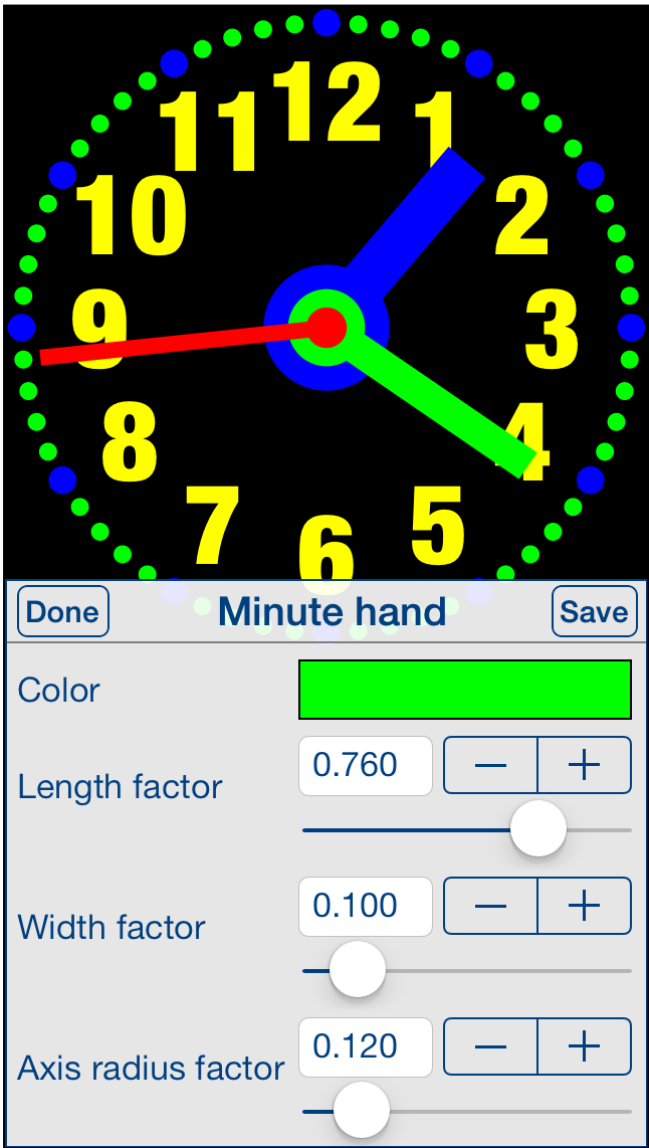 12
11
1
10
2
9
3
8
4
7
5
6
Done
Minute hand
Save
Color
0.760
Length factor
0.100
Width factor
0.120
Axis radius factor